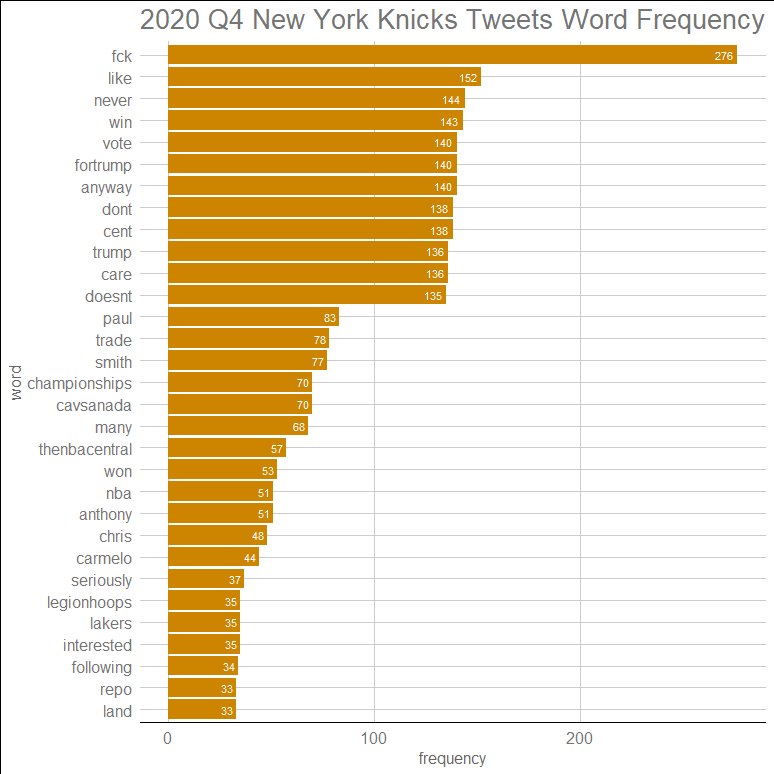 2020 Q4 New York Knicks Tweets Word Frequency
fck 276
like 152
never 144
win 143
vote 140
fortrump 140
anyway 140
dont 138
cent 138
trump 136
care 136
doesnt 135
paul 83
trade 78
smith 77
championships 70
cavsanada 70
many 68
thenbacentral 57
won 53
nba 51
anthony 51
chris 48
carmelo 44
seriously 37
legionhoops 35
lakers 35
interested 35
following 34
repo 33
land 33
word
0 100 200
frequency